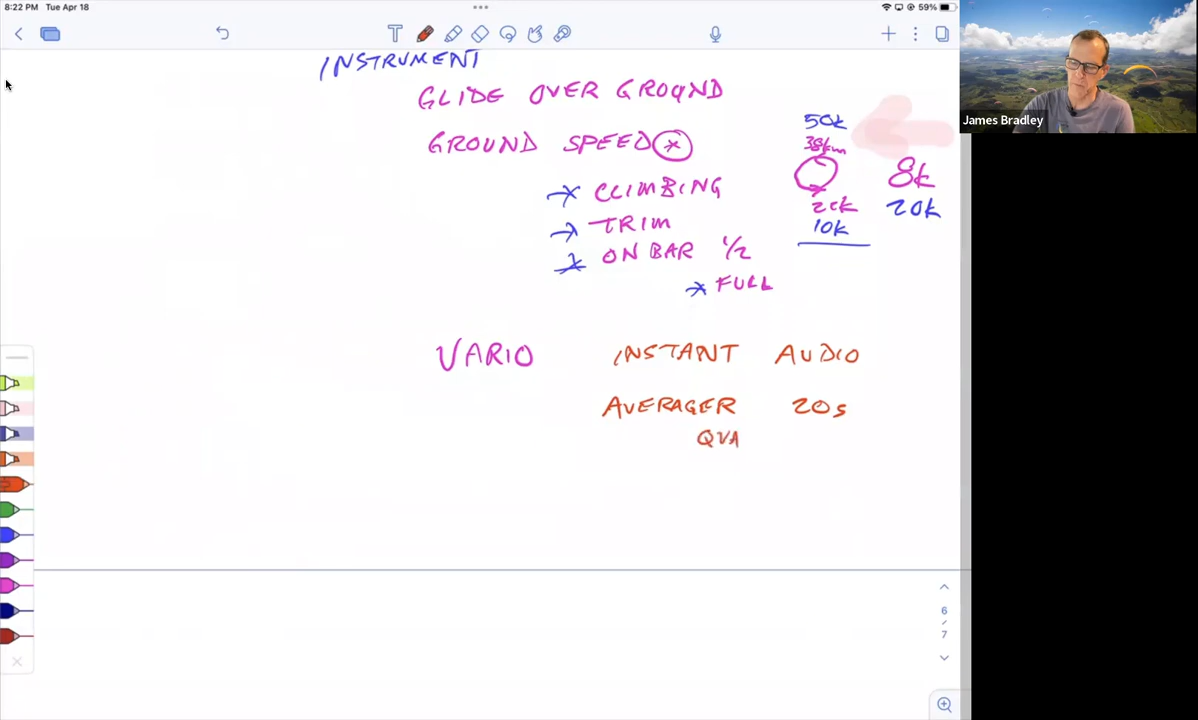 8:22 PM Tue Apr 18
59%
INSTRUMENT
GLIDE OVER GROUND
GROUND SPEED
CLIMBING
TRIM
ON BAR 1/2
FULL
50k
38km
20k
10k
8k
20k
VARIO INSTANT AUDIO
AVERAGER 20s
QVA
6
/
7
James Bradley